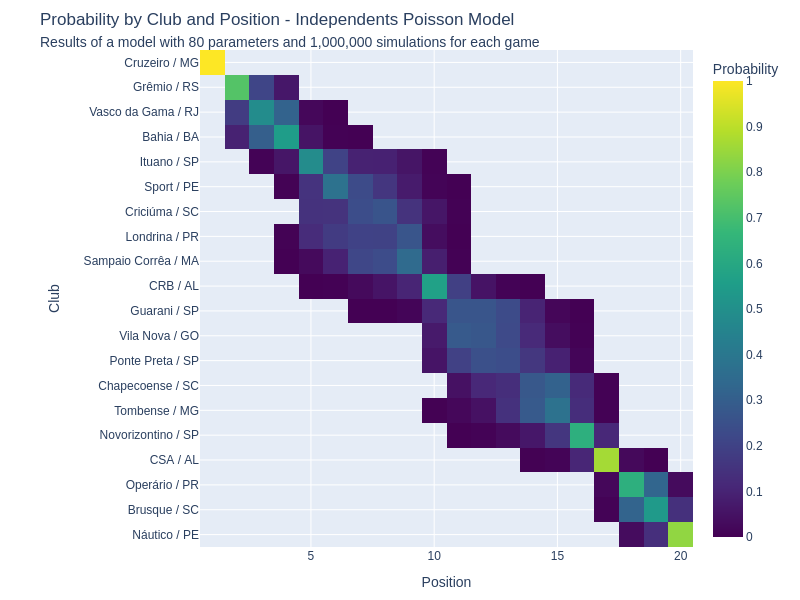 Probability by Club and Position - Independents Poisson Model
Results of a model with 80 parameters and 1,000,000 simulations for each game
Probability
Cruzeiro / MG
Grêmio / RS
Vasco da Gama / RJ
Bahia / BA
Ituano / SP
Sport / PE
Criciúma / SC
Londrina / PR
Sampaio Corrêa / MA
CRB / AL
Guarani / SP
Vila Nova / GO
Ponte Preta / SP
Chapecoense / SC
Tombense / MG
Novorizontino / SP
CSA / AL
Operário / PR
Brusque / SC
Náutico / PE
Club
5 10 15 20
Position
1
0.9
0.8
0.7
0.6
0.5
0.4
0.3
0.2
0.1
0